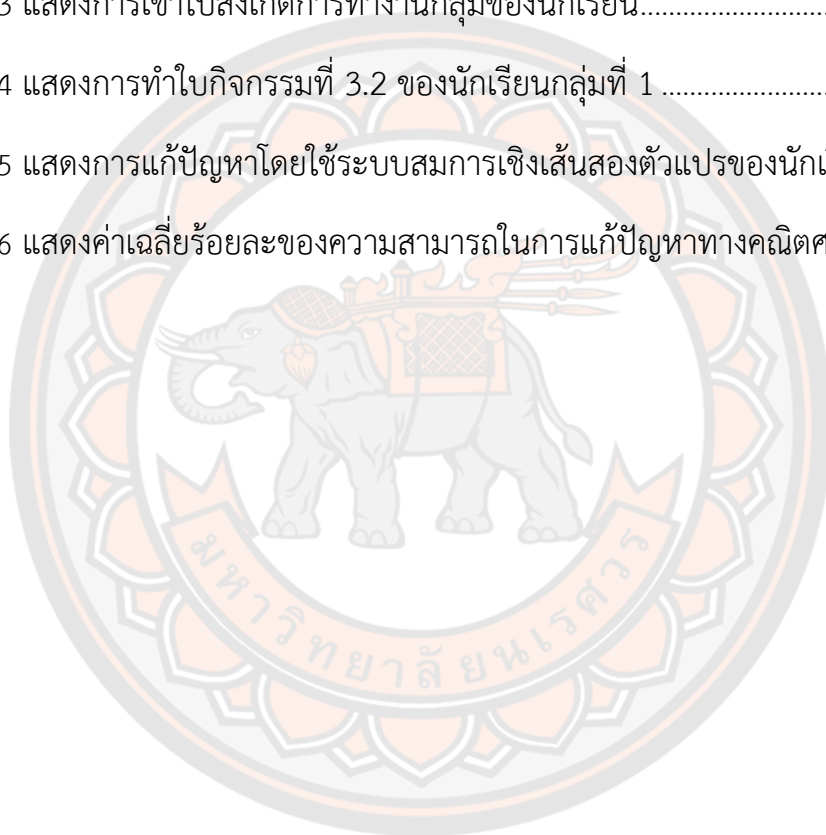 3 แสดงการเข้าไปสังเกตการทำงานกลุ่มของนักเรียน.............................
4 แสดงการทำใบกิจกรรมที่ 3.2 ของนักเรียนกลุ่มที่ 1 ........................
5 แสดงการแก้ปัญหาโดยใช้ระบบสมการเชิงเส้นสองตัวแปรของนักเ
6 แสดงค่าเฉลี่ยร้อยละของความสามารถในการแก้ปัญหาทางคณิตศ
มหาวิทยาลัยนเรศวร